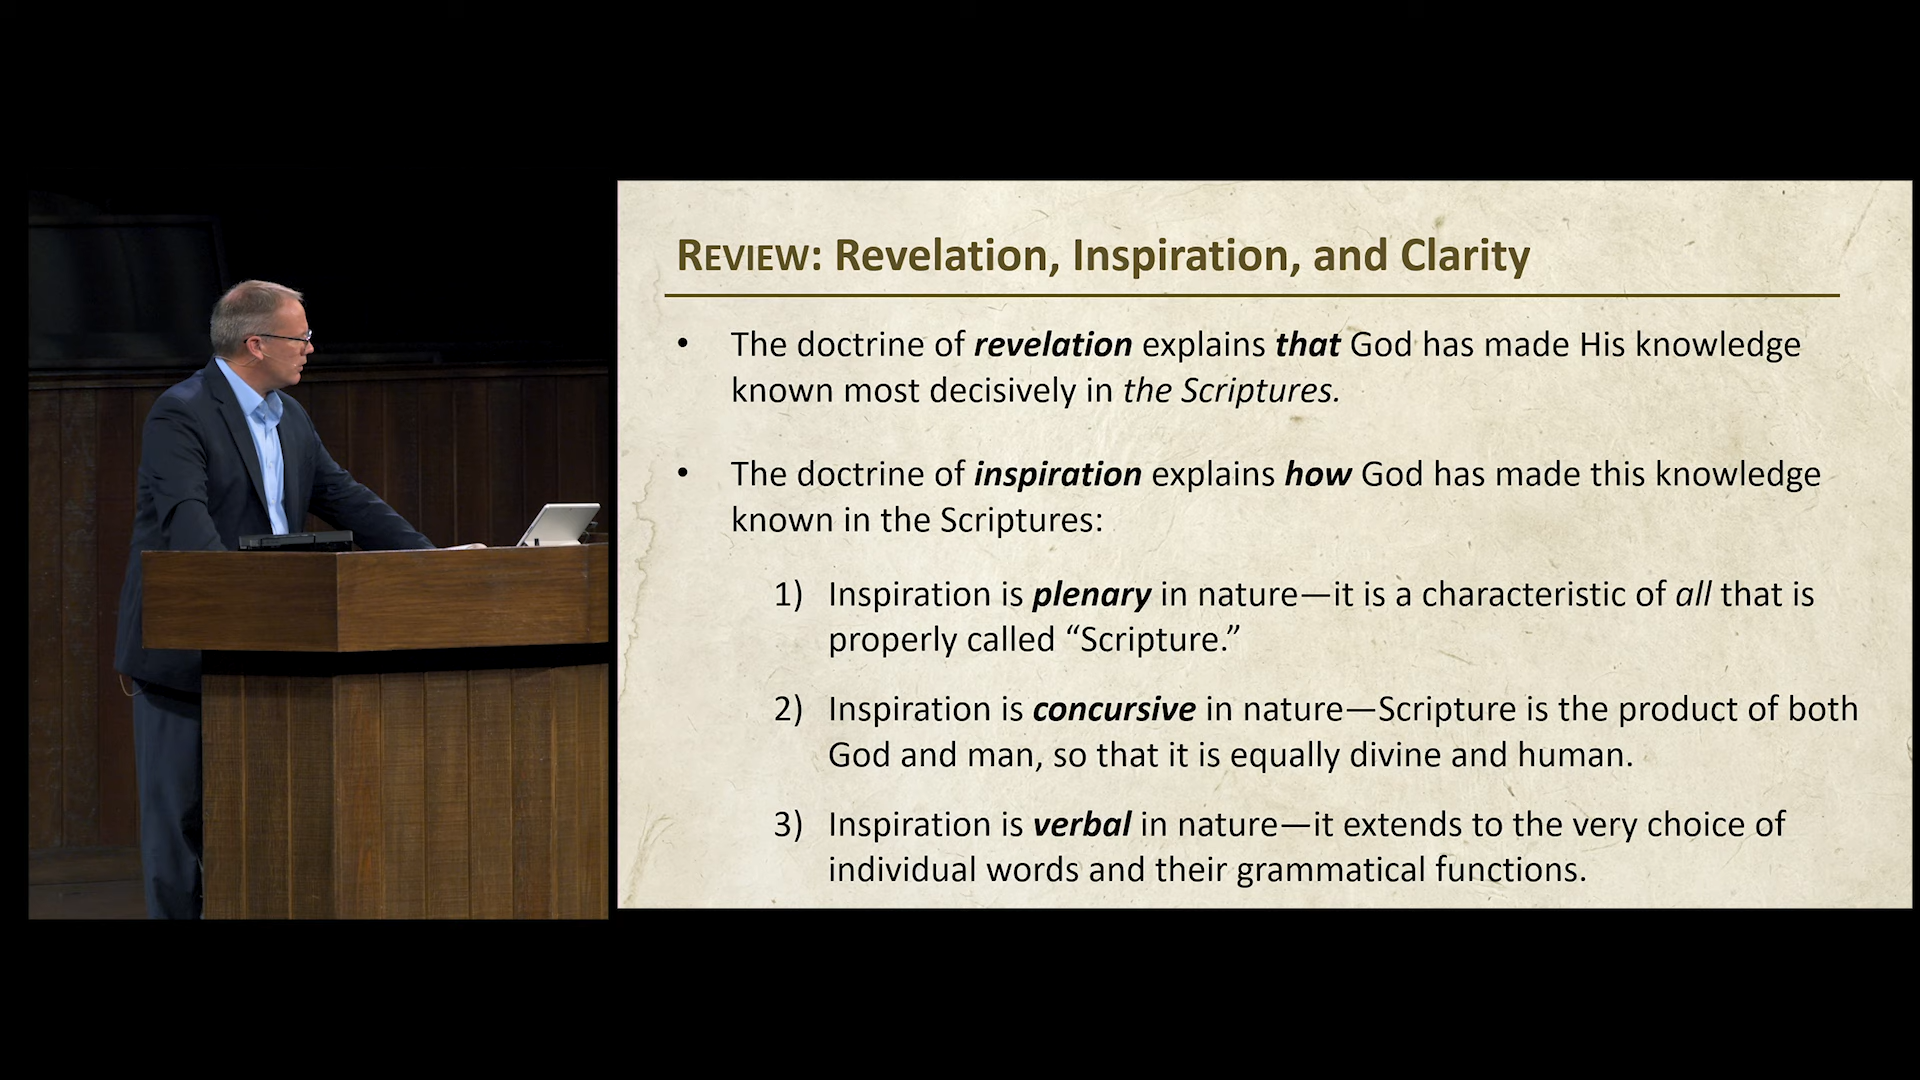 REVIEW: Revelation, Inspiration, and Clarity
• The doctrine of revelation explains that God has made His knowledge
known most decisively in the Scriptures.
• The doctrine of inspiration explains how God has made this knowledge
known in the Scriptures:
1) Inspiration is plenary in nature—it is a characteristic of all that is
properly called “Scripture.”
2) Inspiration is concursive in nature—Scripture is the product of both
God and man, so that it is equally divine and human.
3) Inspiration is verbal in nature—it extends to the very choice of
individual words and their grammatical functions.